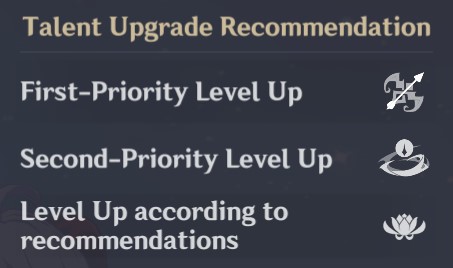 Talent Upgrade Recommendation
First-Priority Level Up
Second-Priority Level Up
Level Up according to
recommendations